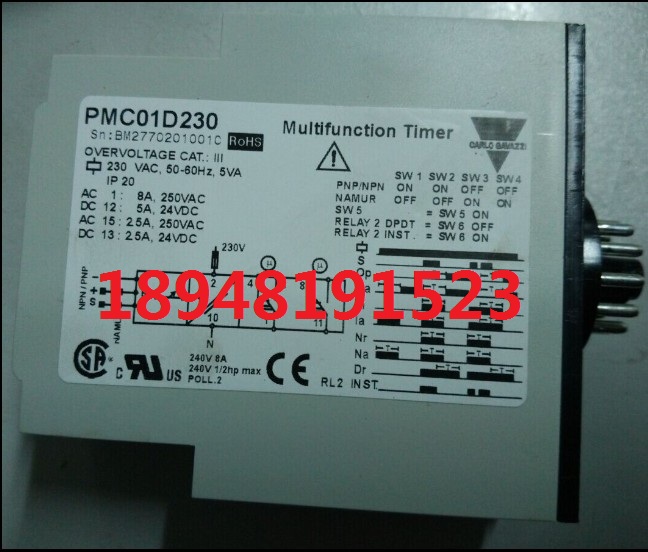 PMC01D230
Sn:BM2770201001C RoHS
Multifunction Timer
CARLO GAVAZZI
OVERVOLTAGE CAT.: III
230 VAC, 50-60Hz, 5VA
IP 20
AC 1: 8A, 250VAC
DC 12: 5A, 24VDC
AC 15: 2.5A, 250VAC
DC 13: 2.5A, 24VDC
SW 1 SW 2 SW 3 SW 4
PNP/NPN ON ON OFF OFF
NAMUR OFF OFF ON ON
SW 5 = SW 5 ON
RELAY 2 DPDT = SW 6 OFF
RELAY 2 INST. = SW 6 ON
230V
μ μ
NPN / PNP
- + S
2 4 8
10 11
N
S
Op
Ia
Nr
Na
Dr
INST.
18948191523
240V 8A
240V 1/2hp max
POLL.2
SA
C UR US
CE
RL2